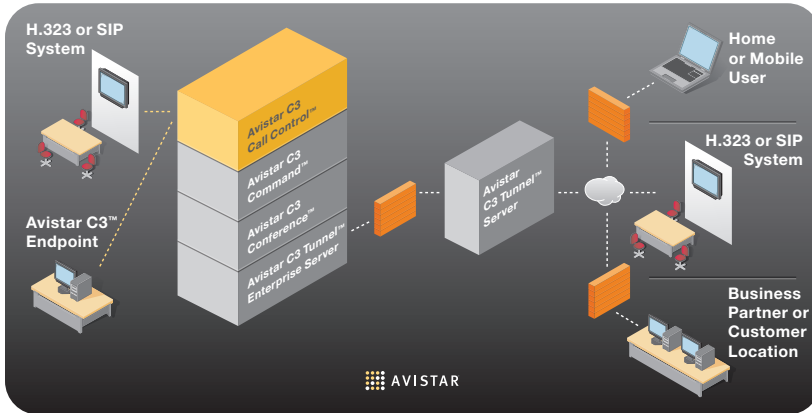 H.323 or SIP
System
Avistar C3™
Endpoint
Avistar C3
Call Control™
Avistar C3
Command™
Avistar C3
Conference™
Avistar C3 Tunnel™
Enterprise Server
Avistar
C3 Tunnel™
Server
Home
or Mobile
User
H.323 or SIP
System
Business
Partner or
Customer
Location
AVISTAR